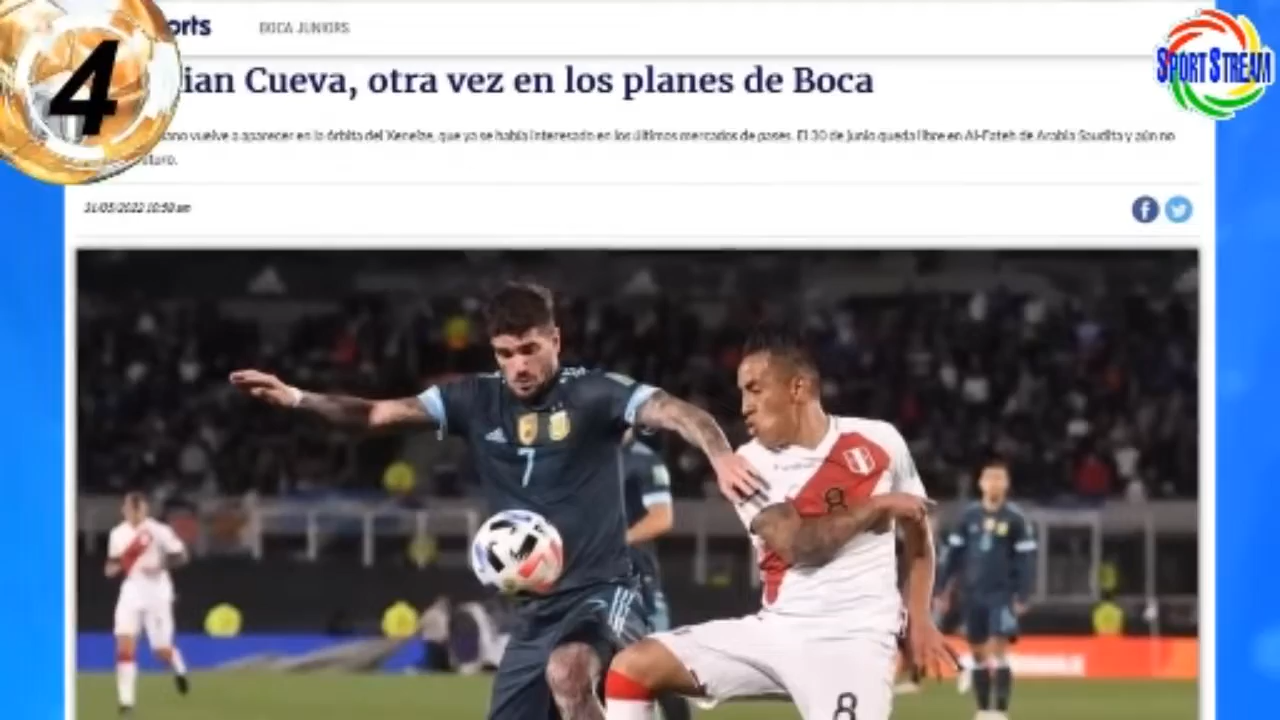 4
orts
BOCA JUNIORS
SPORT STREAM
ian Cueva, otra vez en los planes de Boca
ano vuelve a aparecer en la órbita del Xeneize, que ya se había interesado en los últimos mercados de pases. El 30 de junio queda libre en Al-Fateh de Arabia Saudita y aún no
uturo.
31/05/2022 10:50 am
f
7
8
8